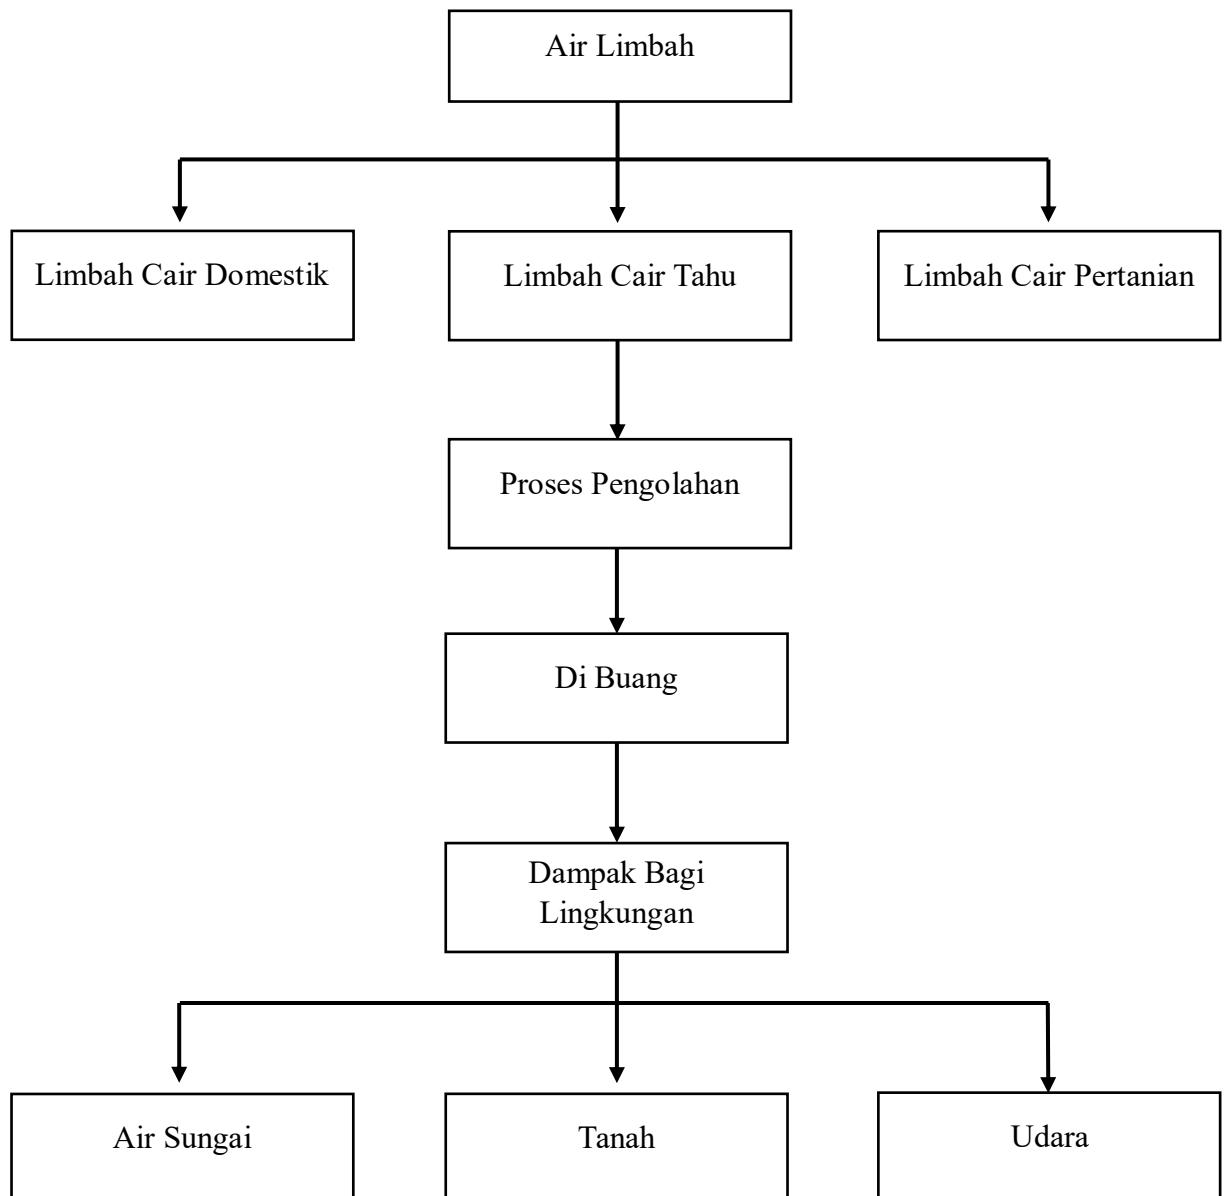 Air Limbah
Limbah Cair Domestik
Limbah Cair Tahu
Limbah Cair Pertanian
Proses Pengolahan
Di Buang
Dampak Bagi
Lingkungan
Air Sungai
Tanah
Udara